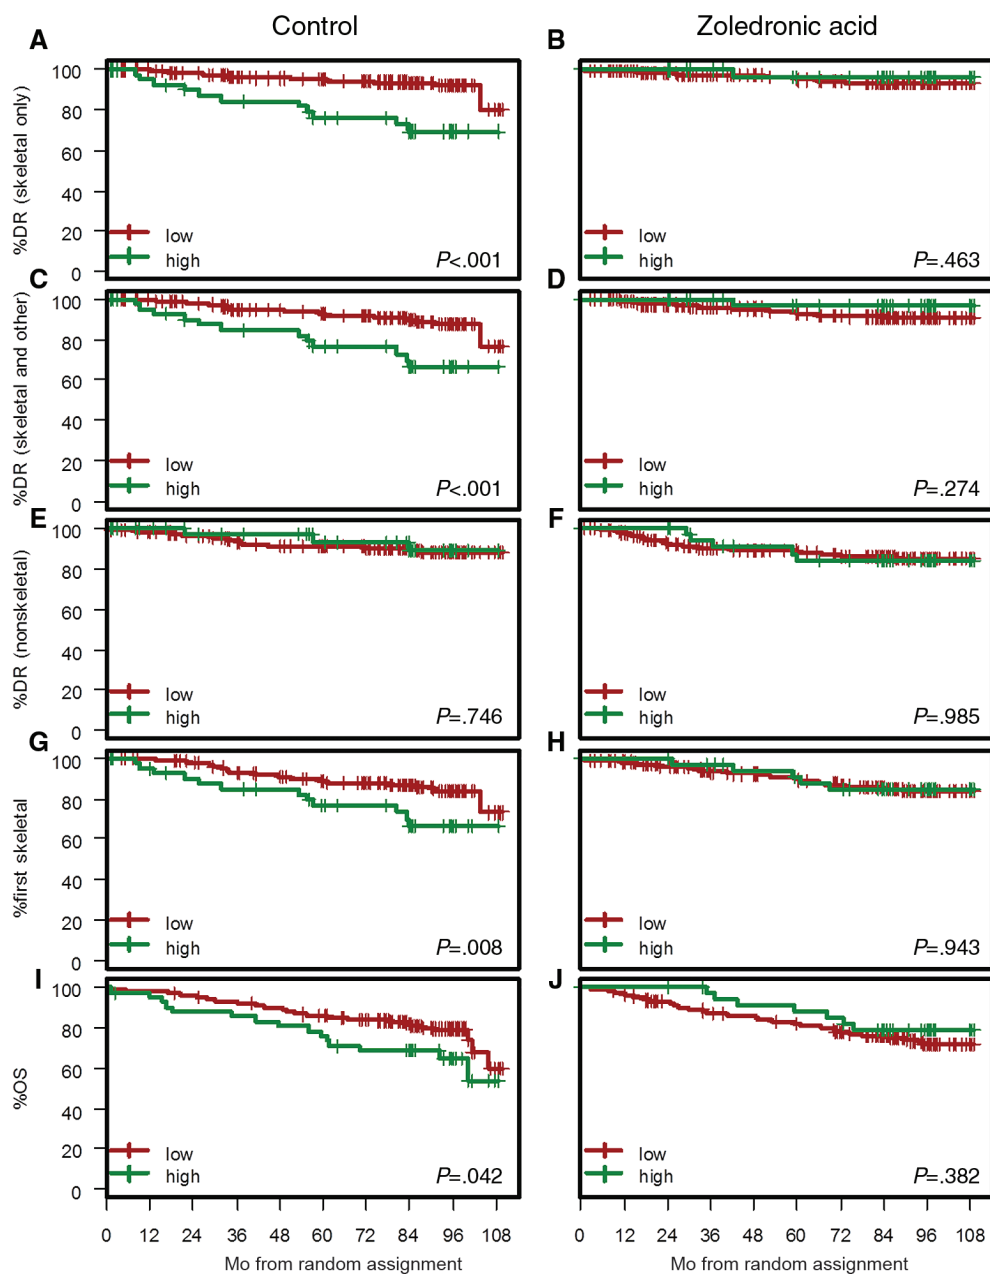 Control
Zoledronic acid
A
B
%DR (skeletal only)
100
80
60
40
20
0
low
high
P<.001
low
high
P=.463
C
D
%DR (skeletal and other)
100
80
60
40
20
0
low
high
P<.001
low
high
P=.274
E
F
%DR (nonskeletal)
100
80
60
40
20
0
low
high
P=.746
low
high
P=.985
G
H
%first skeletal
100
80
60
40
20
0
low
high
P=.008
low
high
P=.943
I
J
%OS
100
80
60
40
20
0
low
high
P=.042
low
high
P=.382
0 12 24 36 48 60 72 84 96 108
0 12 24 36 48 60 72 84 96 108
Mo from random assignment
Mo from random assignment